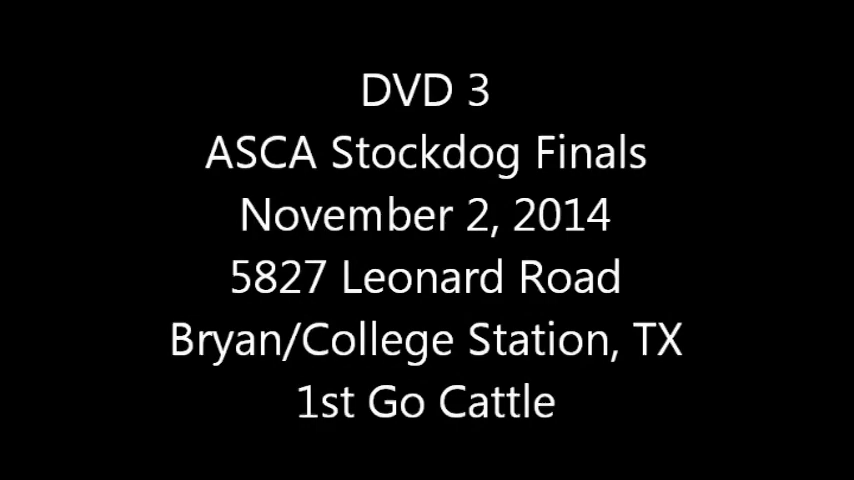 DVD 3
ASCA Stockdog Finals
November 2, 2014
5827 Leonard Road
Bryan/College Station, TX
1st Go Cattle